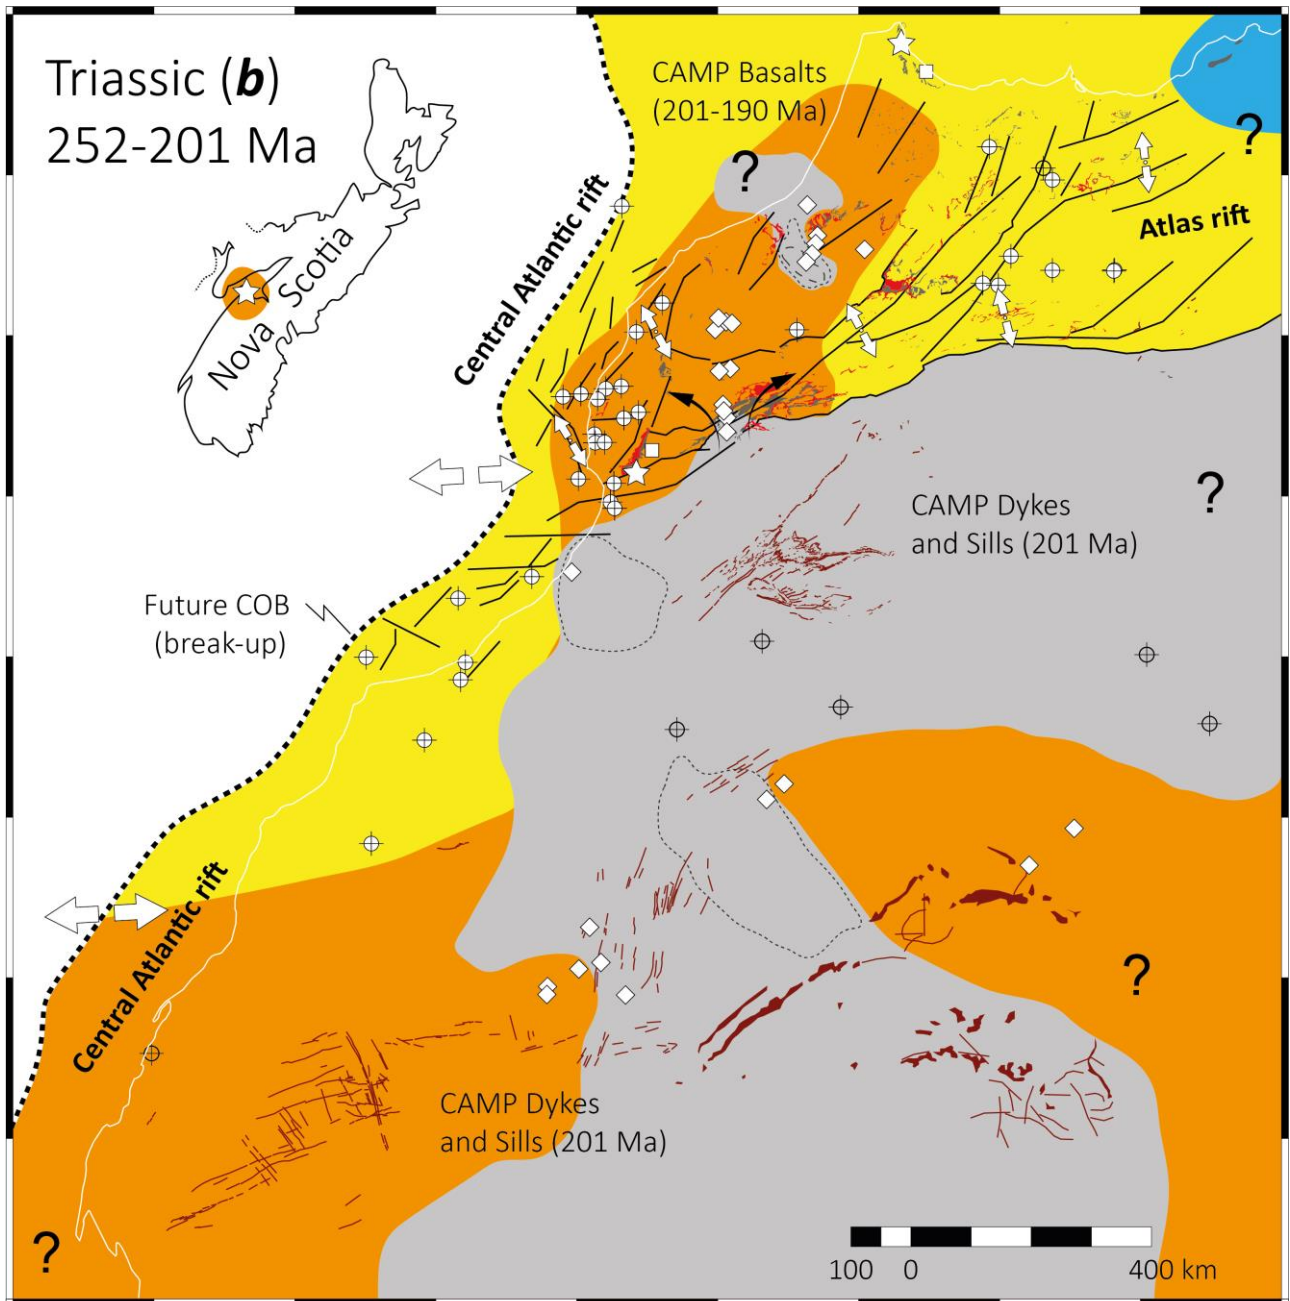 Triassic (b)
252-201 Ma
CAMP Basalts
(201-190 Ma)
?
?
Nova Scotia
Central Atlantic rift
Atlas rift
?
CAMP Dykes
and Sills (201 Ma)
Future COB
(break-up)
Central Atlantic rift
?
CAMP Dykes
and Sills (201 Ma)
?
100 0 400 km